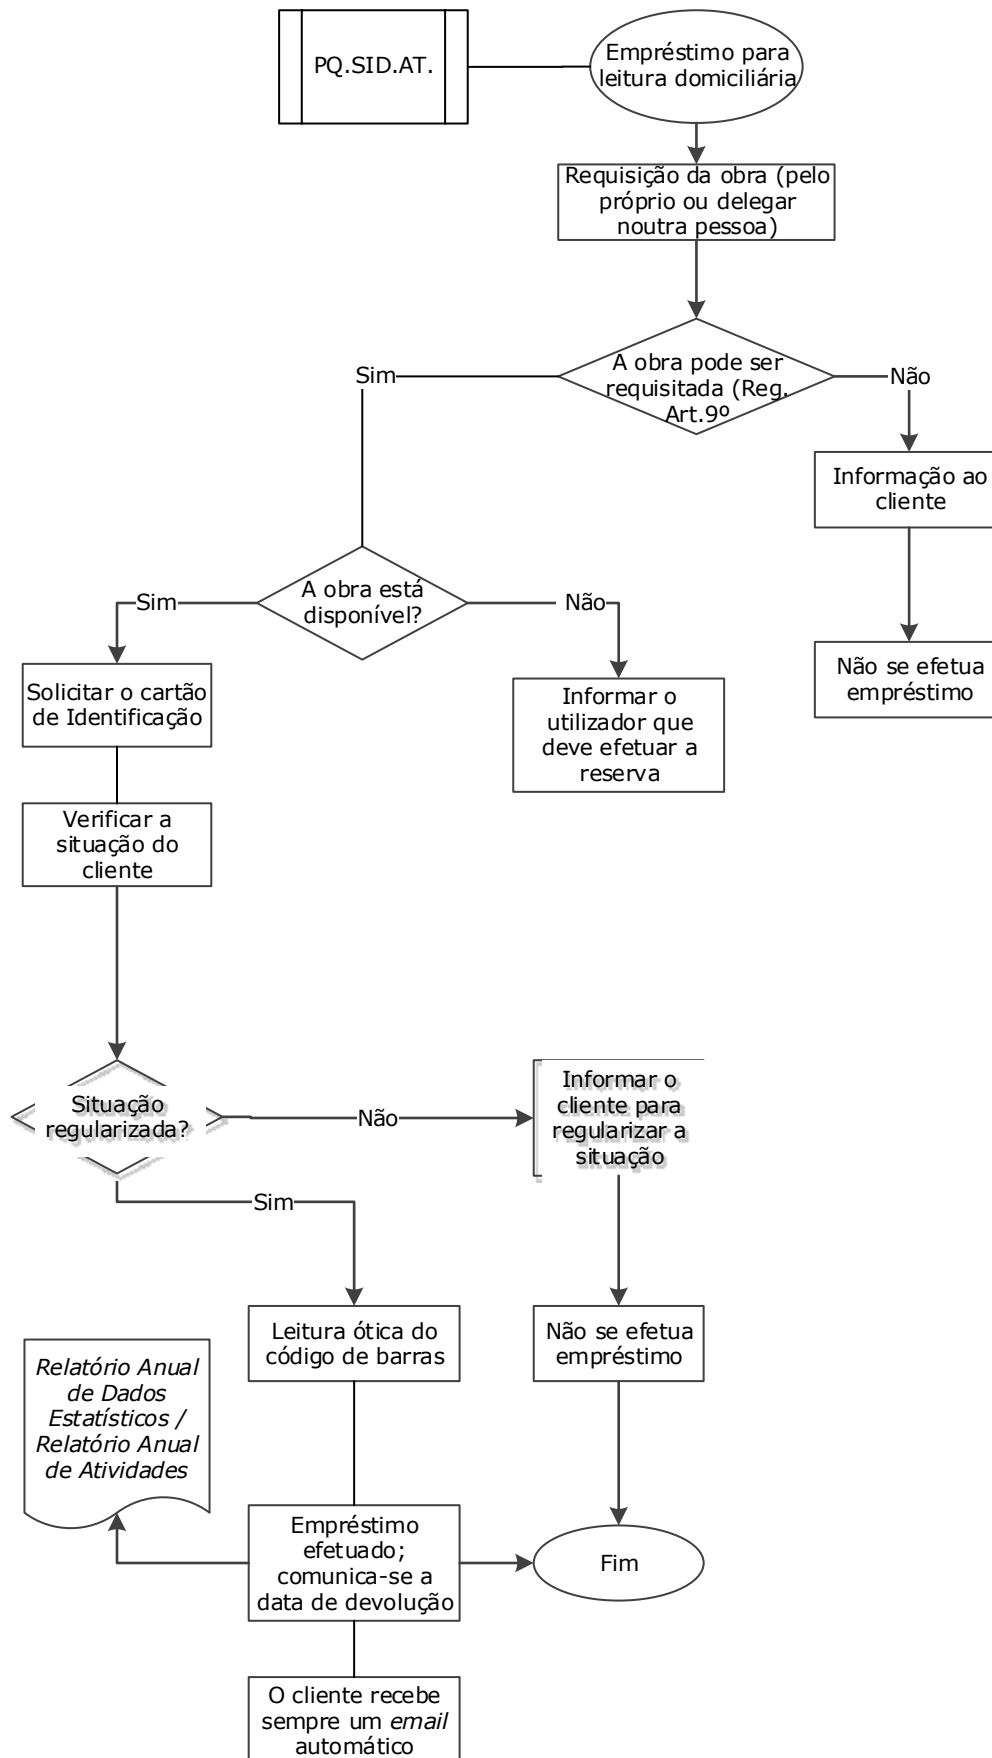 PQ.SID.AT.
Empréstimo para
leitura domiciliária
Requisição da obra (pelo
próprio ou delegar
noutra pessoa)
A obra pode ser
requisitada (Reg.
Art.9º
Sim
Não
Informação ao
cliente
Não se efetua
empréstimo
A obra está
disponível?
Sim
Não
Solicitar o cartão
de Identificação
Informar o
utilizador que
deve efetuar a
reserva
Verificar a
situação do
cliente
Situação
regularizada?
Não
Informar o
cliente para
regularizar a
situação
Sim
Leitura ótica do
código de barras
Não se efetua
empréstimo
Relatório Anual
de Dados
Estatísticos /
Relatório Anual
de Atividades
Empréstimo
efetuado;
comunica-se a
data de devolução
Fim
O cliente recebe
sempre um email
automático